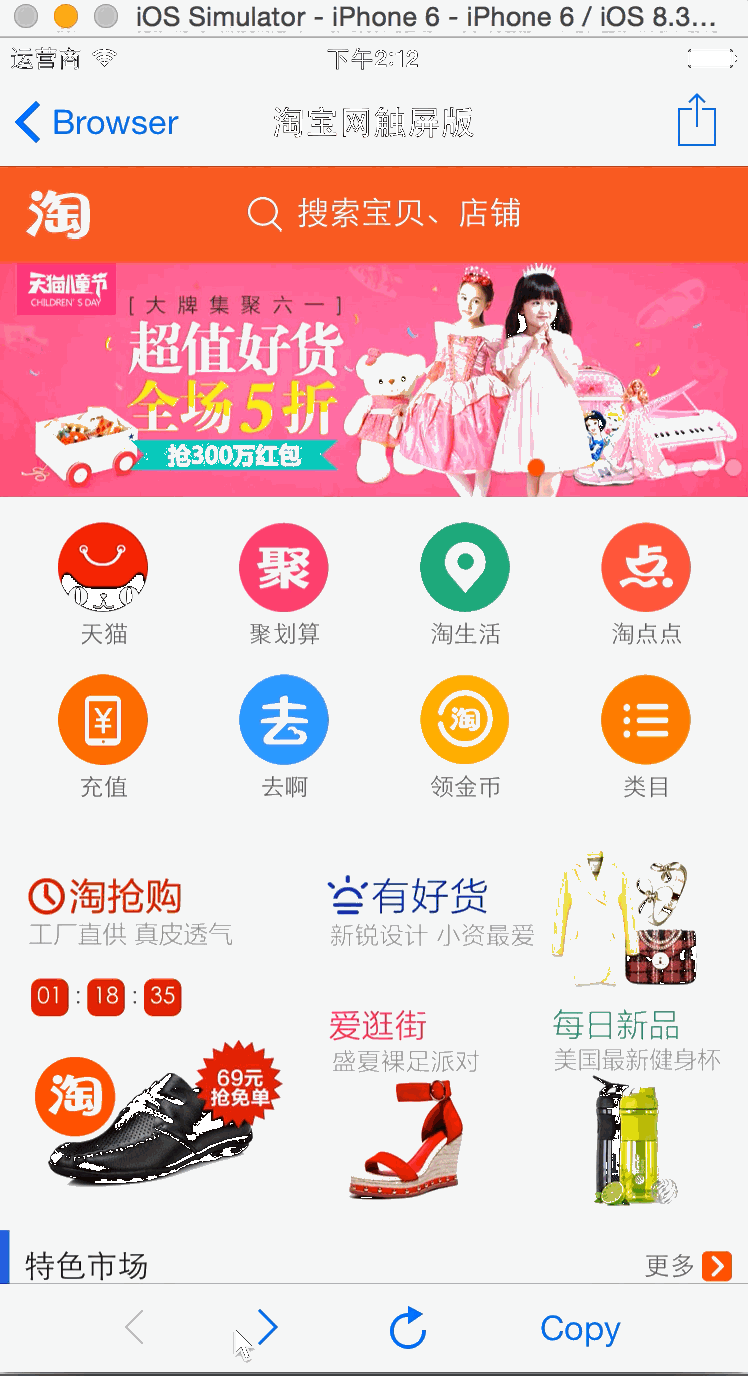 iOS Simulator - iPhone 6 - iPhone 6 / iOS 8.3...
运营商 下午2:12
Browser 淘宝网触屏版
淘 搜索宝贝、店铺
天猫儿童节
CHILDREN'S DAY
[大牌集聚六一]
超值好货
全场5折
抢300万红包
天猫 聚划算 淘生活 淘点点
聚 点
充值 去啊 领金币 类目
¥ 去 淘
淘抢购
工厂直供 真皮透气
01 : 18 : 35
69元
抢免单
淘
有好货
新锐设计 小资最爱
爱逛街
盛夏裸足派对
每日新品
美国最新健身杯
特色市场 更多
Copy